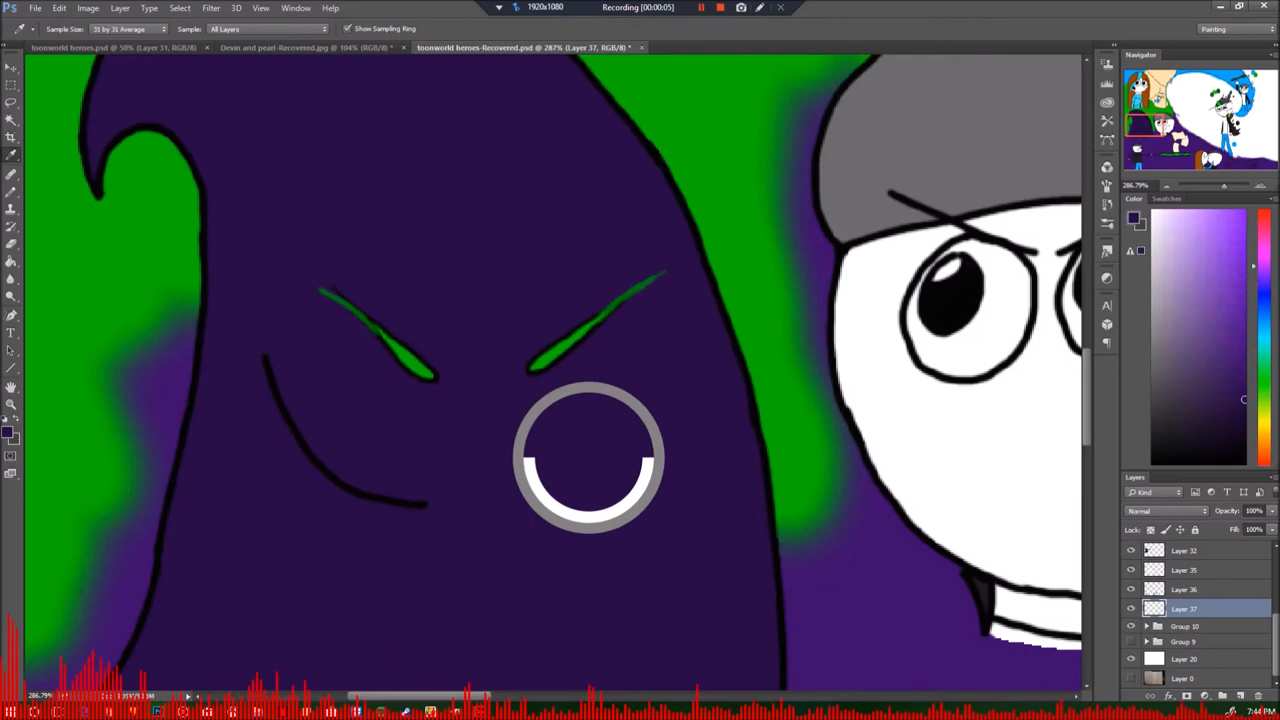 Ps File Edit Image Layer Type Select Filter 3D View Window Help
1920x1080 Recording [00:00:05]
Sample Size: 31 by 31 Average Sample: All Layers Show Sampling Ring Painting
toonworld heroes.psd @ 50% (Layer 31, RGB/8) × Devin and pearl-Recovered.jpg @ 104% (RGB/8) * × toonworld heroes-Recovered.psd @ 287% (Layer 37, RGB/8) * ×
Navigator
286.79%
Color Swatches
Layers
Kind
Normal Opacity: 100%
Lock: Fill: 100%
Layer 32
Layer 35
Layer 36
Layer 37
Group 10
Group 9
Layer 20
Layer 0
286.79%
7:44 PM